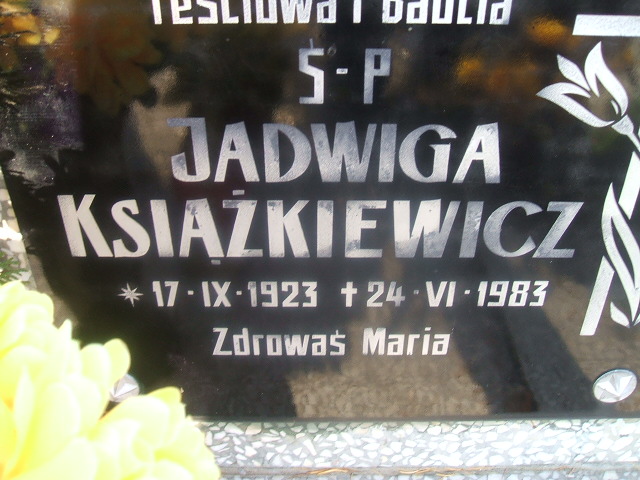 Teściowa i Babcia
Ś-P
JADWIGA
KSIĄŻKIEWICZ
* 17-IX-1923 ✝ 24-VI-1983
Zdrowaś Maria